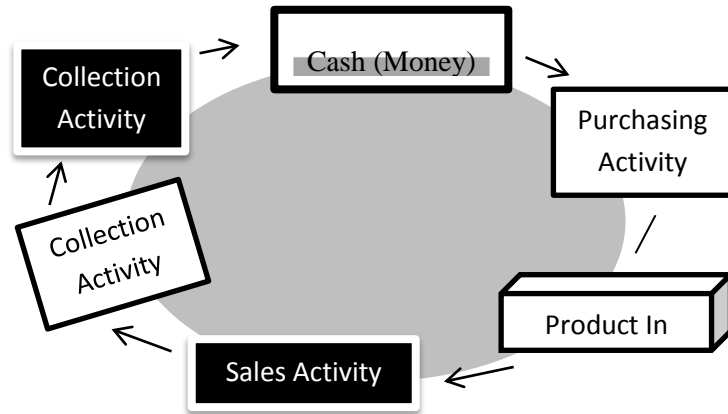 Cash (Money)
Purchasing
Activity
Product In
Sales Activity
Collection
Activity
Collection
Activity